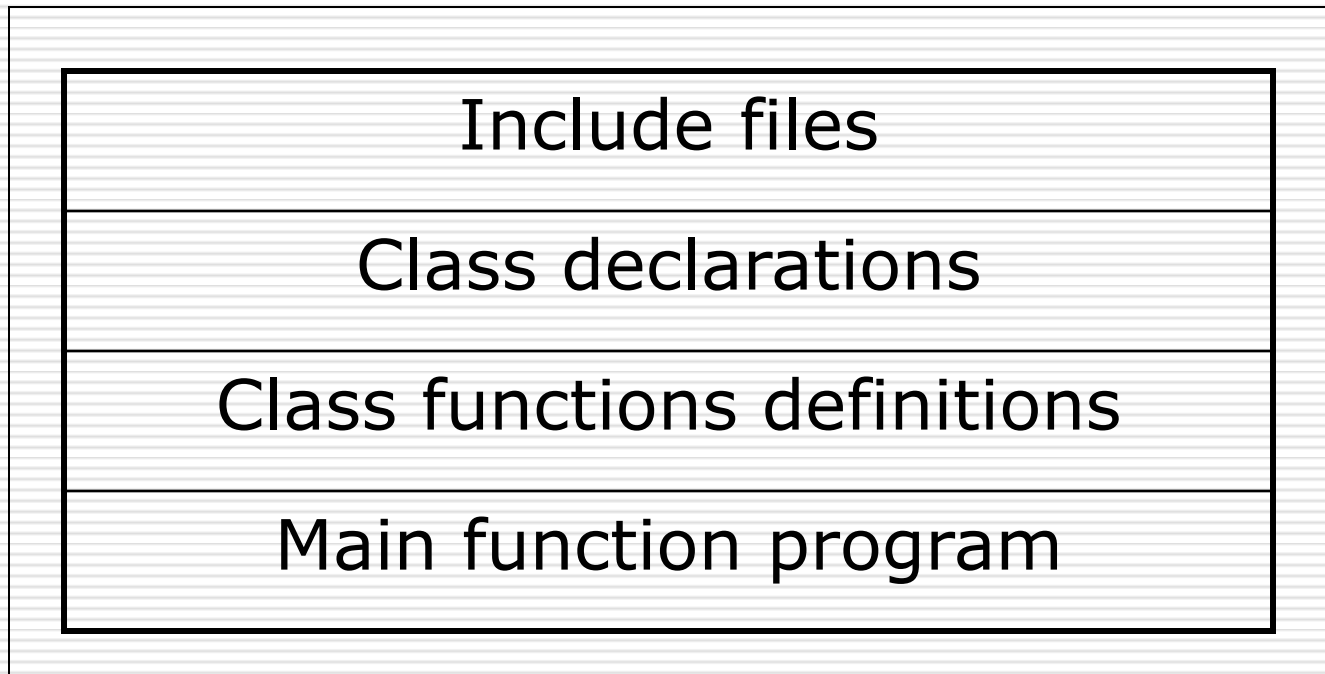 Include files
Class declarations
Class functions definitions
Main function program